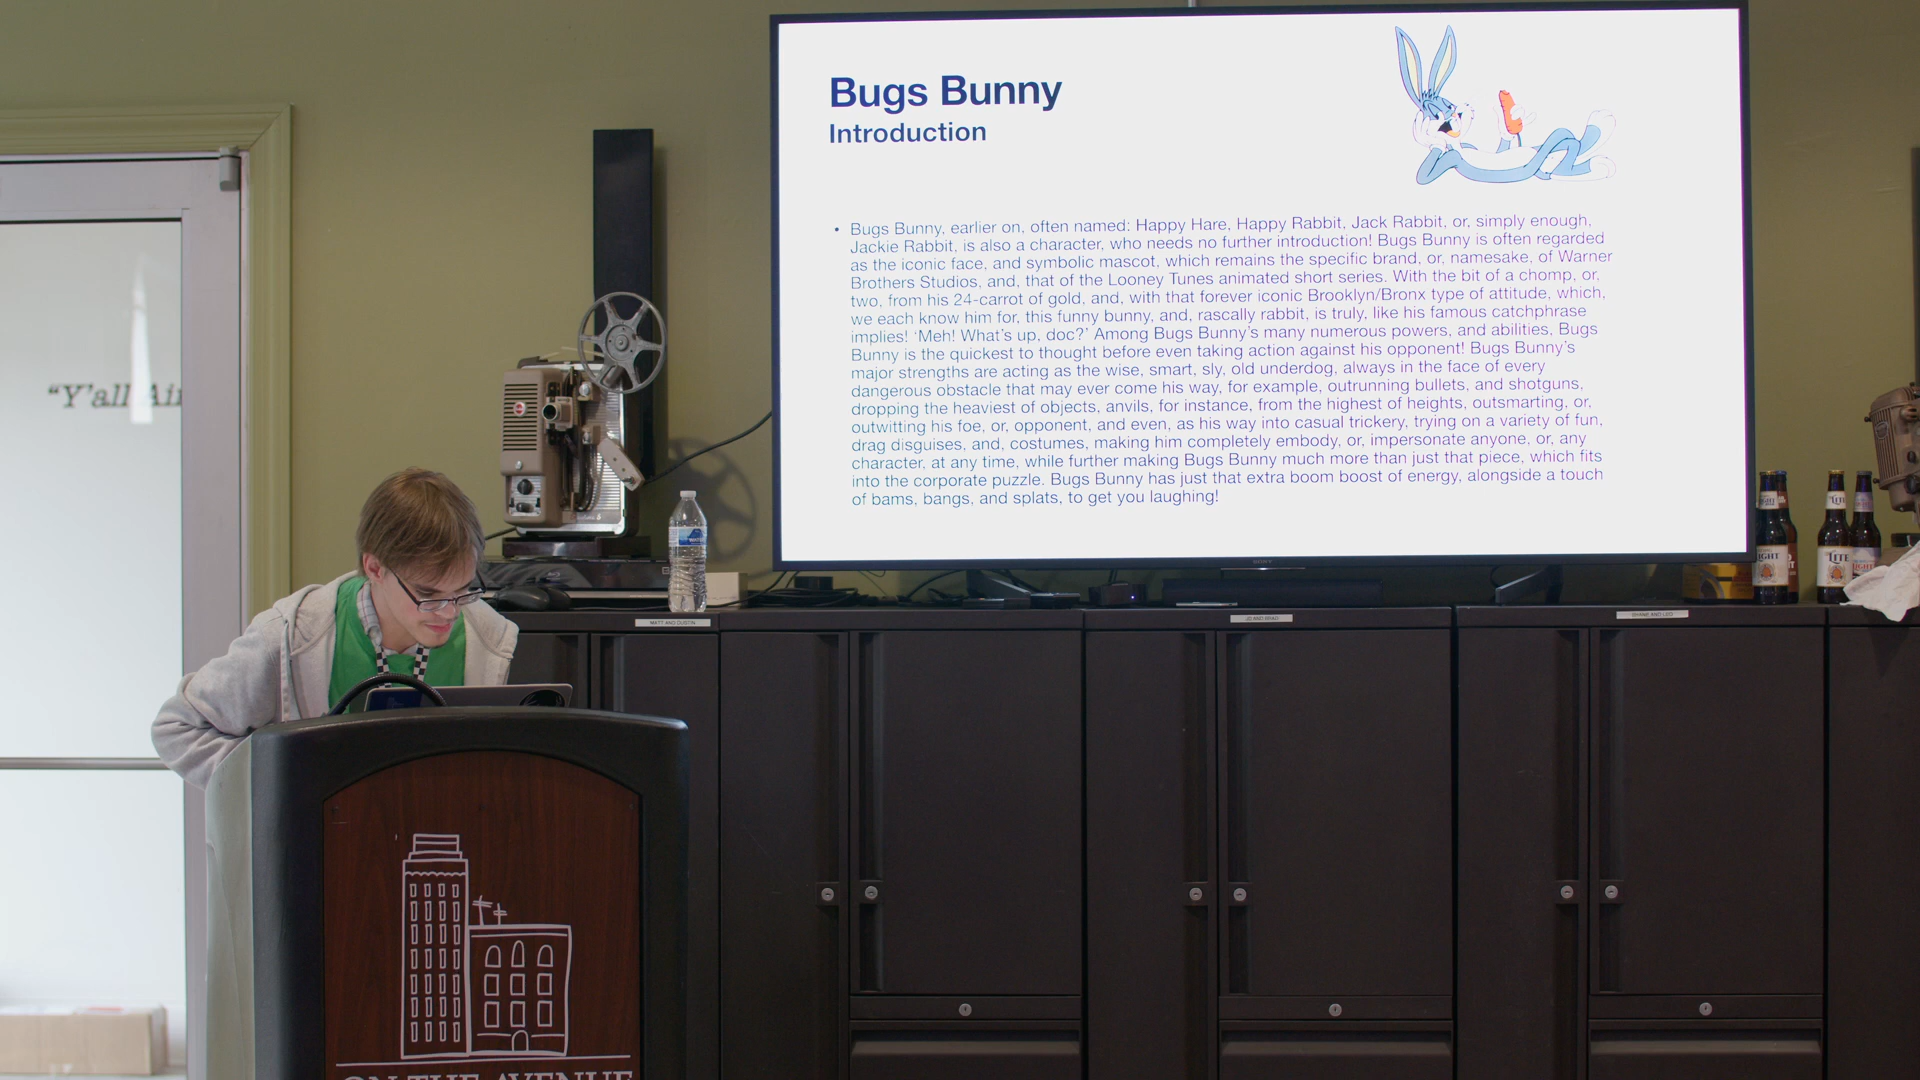 Bugs Bunny
Introduction
• Bugs Bunny, earlier on, often named: Happy Hare, Happy Rabbit, Jack Rabbit, or, simply enough,
Jackie Rabbit, is also a character, who needs no further introduction! Bugs Bunny is often regarded
as the iconic face, and symbolic mascot, which remains the specific brand, or, namesake, of Warner
Brothers Studios, and, that of the Looney Tunes animated short series. With the bit of a chomp, or,
two, from his 24-carrot of gold, and, with that forever iconic Brooklyn/Bronx type of attitude, which,
we each know him for, this funny bunny, and, rascally rabbit, is truly, like his famous catchphrase
implies! ‘Meh! What’s up, doc?’ Among Bugs Bunny’s many numerous powers, and abilities, Bugs
Bunny is the quickest to thought before even taking action against his opponent! Bugs Bunny’s
major strengths are acting as the wise, smart, sly, old underdog, always in the face of every
dangerous obstacle that may ever come his way, for example, outrunning bullets, and shotguns,
dropping the heaviest of objects, anvils, for instance, from the highest of heights, outsmarting, or,
outwitting his foe, or, opponent, and even, as his way into casual trickery, trying on a variety of fun,
drag disguises, and, costumes, making him completely embody, or, impersonate anyone, or, any
character, at any time, while further making Bugs Bunny much more than just that piece, which fits
into the corporate puzzle. Bugs Bunny has just that extra boom boost of energy, alongside a touch
of bams, bangs, and splats, to get you laughing!
"Y'all Ai
MATT AND DUSTIN
LITE
ON THE AVENUE